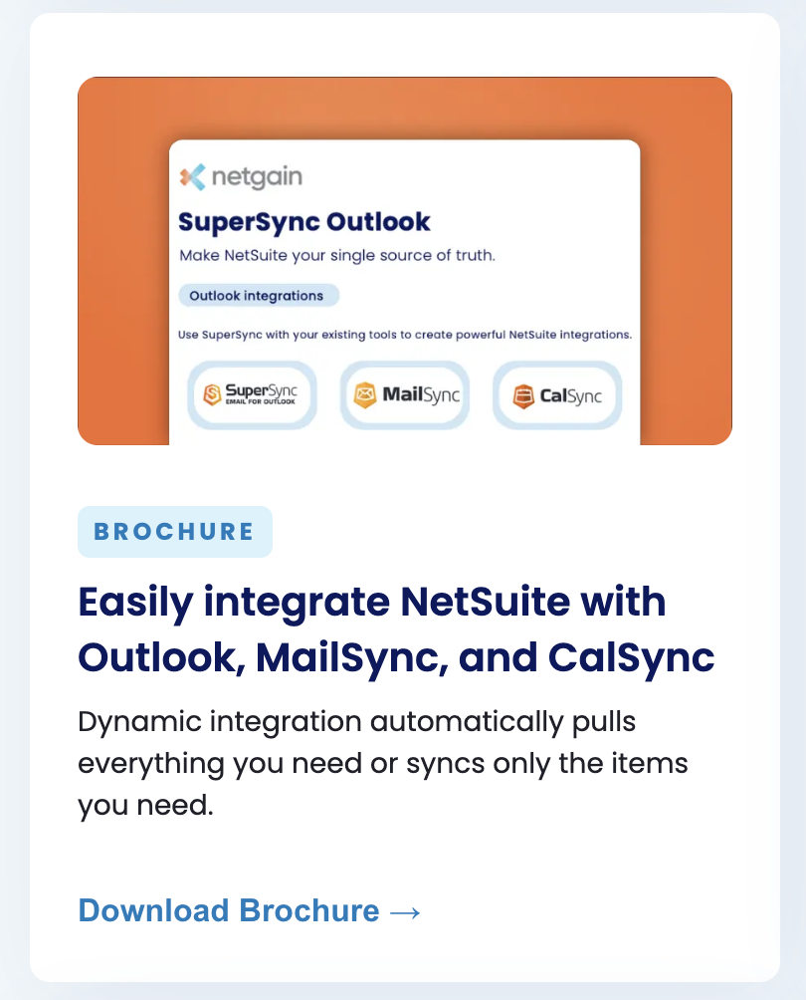 netgain
SuperSync Outlook
Make NetSuite your single source of truth.
Outlook integrations
Use SuperSync with your existing tools to create powerful NetSuite integrations.
SuperSync
EMAIL FOR OUTLOOK
MailSync
CalSync
BROCHURE
Easily integrate NetSuite with
Outlook, MailSync, and CalSync
Dynamic integration automatically pulls
everything you need or syncs only the items
you need.
Download Brochure →